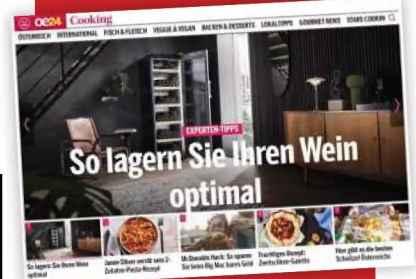 oe24 Cooking
ÖSTERREICH INTERNATIONAL FISCH & FLEISCH VEGGIE & VEGAN BACKEN & DESSERTS LOKALTIPPS GOURMET NEWS STARS COOKIN
EXPERTEN-TIPPS
So lagern Sie Ihren Wein
optimal
So lagern Sie Ihren Wein
optimal
Jamie Oliver verrät sein 2-
Zutaten-Pasta-Rezept
McDonalds Hack: So sparen
Sie beim Big Mac bares Geld
Fruchtiges Rezept:
Zwetschken-Galette
Hier gibt es die besten
Schnitzel Österreichs